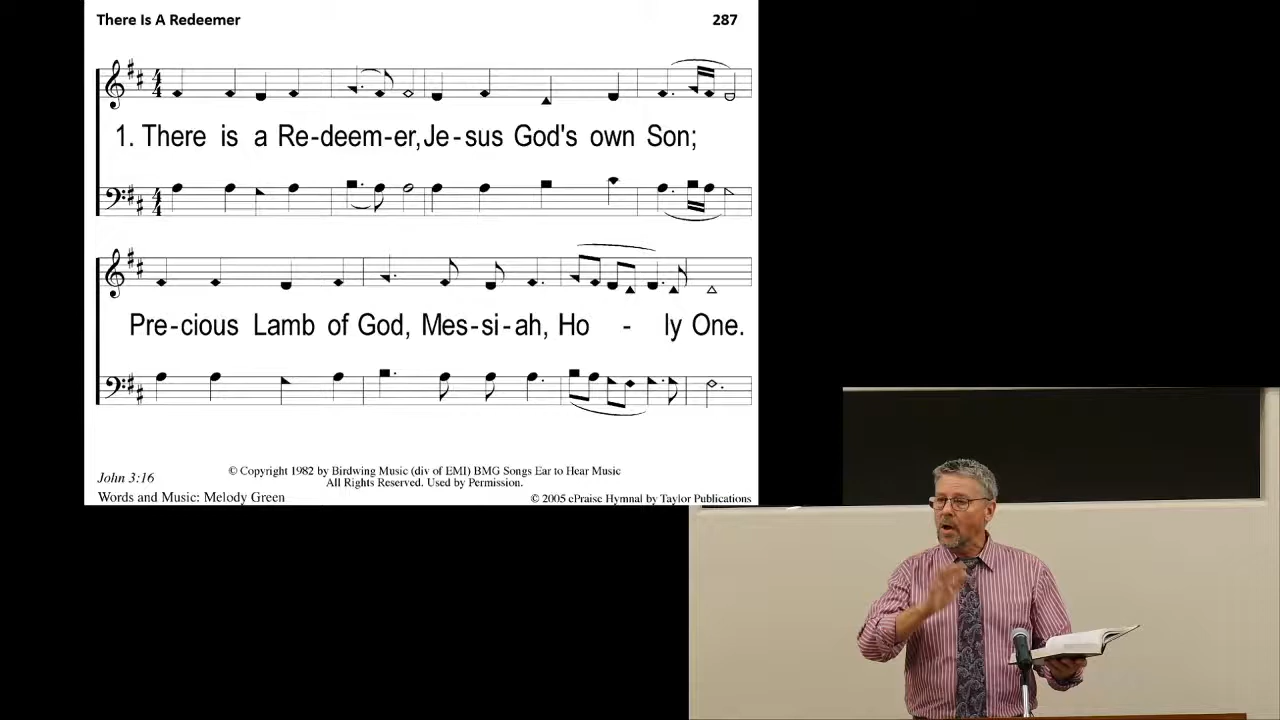 There Is A Redeemer 287
1. There is a Re-deem-er, Je-sus God's own Son;
Pre-cious Lamb of God, Mes-si-ah, Ho - ly One.
John 3:16
© Copyright 1982 by Birdwing Music (div of EMI) BMG Songs Ear to Hear Music
All Rights Reserved. Used by Permission.
Words and Music: Melody Green
© 2005 ePraise Hymnal by Taylor Publications